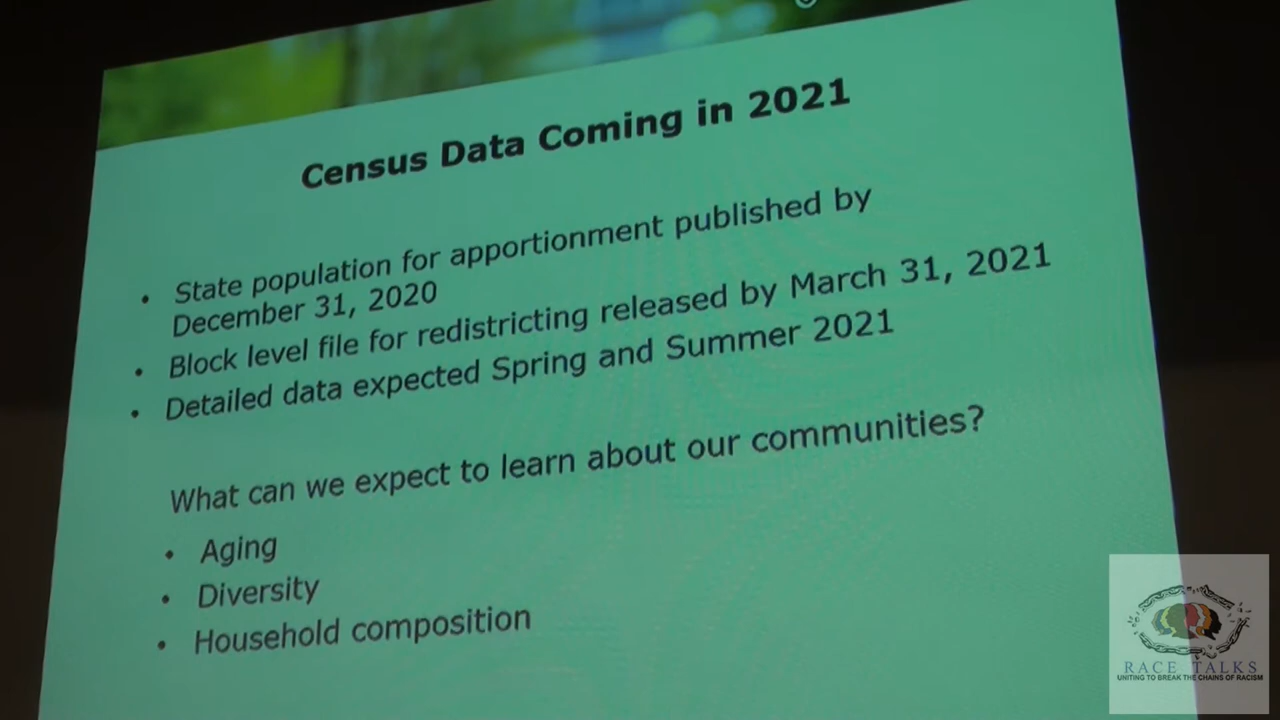 Census Data Coming in 2021
• State population for apportionment published by
December 31, 2020
• Block level file for redistricting released by March 31, 2021
• Detailed data expected Spring and Summer 2021
What can we expect to learn about our communities?
• Aging
• Diversity
• Household composition
RACE TALKS
UNITING TO BREAK THE CHAINS OF RACISM